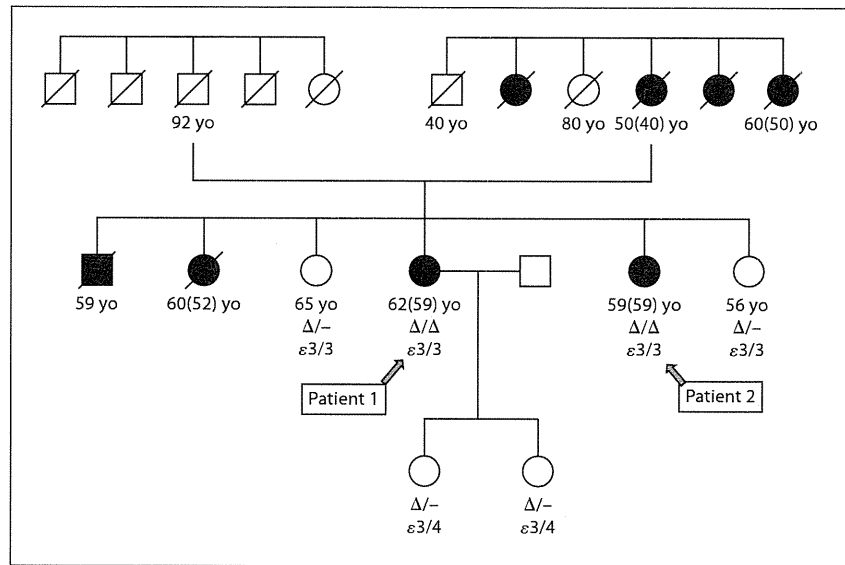 92 yo
40 yo
80 yo
50(40) yo
60(50) yo
59 yo
60(52) yo
65 yo
62(59) yo
59(59) yo
56 yo
Δ/–
Δ/Δ
Δ/Δ
Δ/–
ε3/3
ε3/3
ε3/3
ε3/3
Patient 1
Patient 2
Δ/–
Δ/–
ε3/4
ε3/4